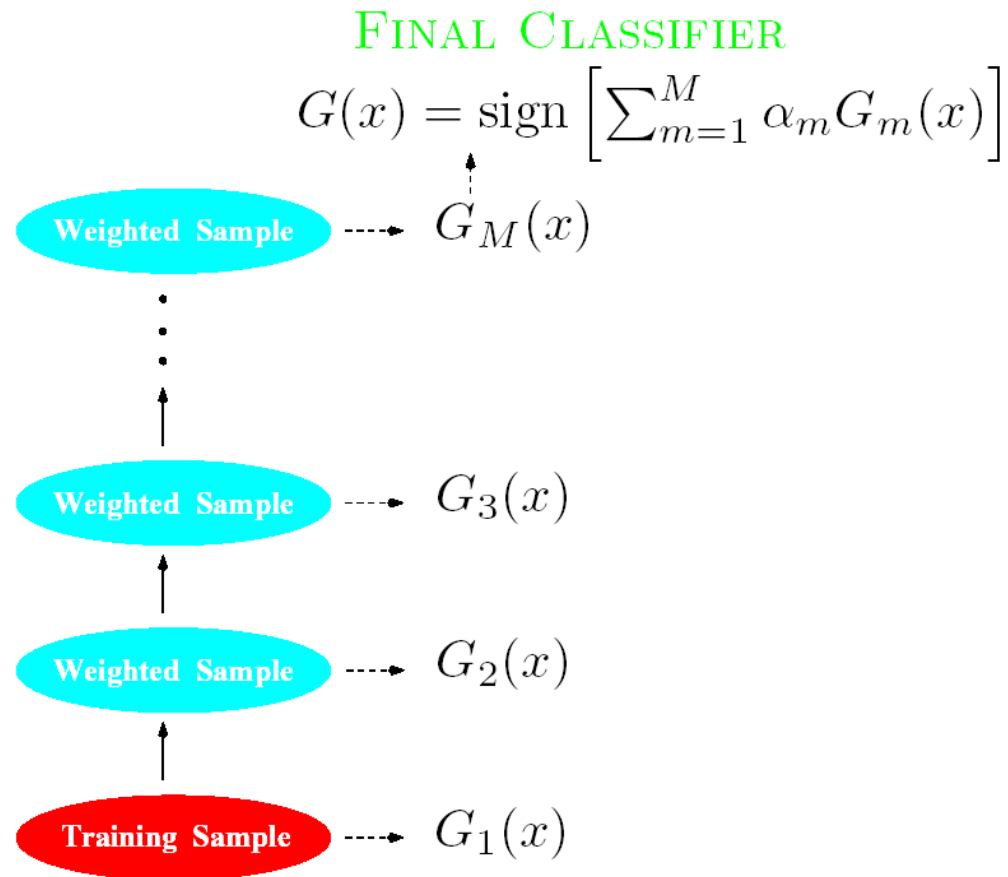 FINAL CLASSIFIER
G(x) = sign [∑_{m=1}^{M} α_m G_m(x)]
Weighted Sample G_M(x)
Weighted Sample G_3(x)
Weighted Sample G_2(x)
Training Sample G_1(x)